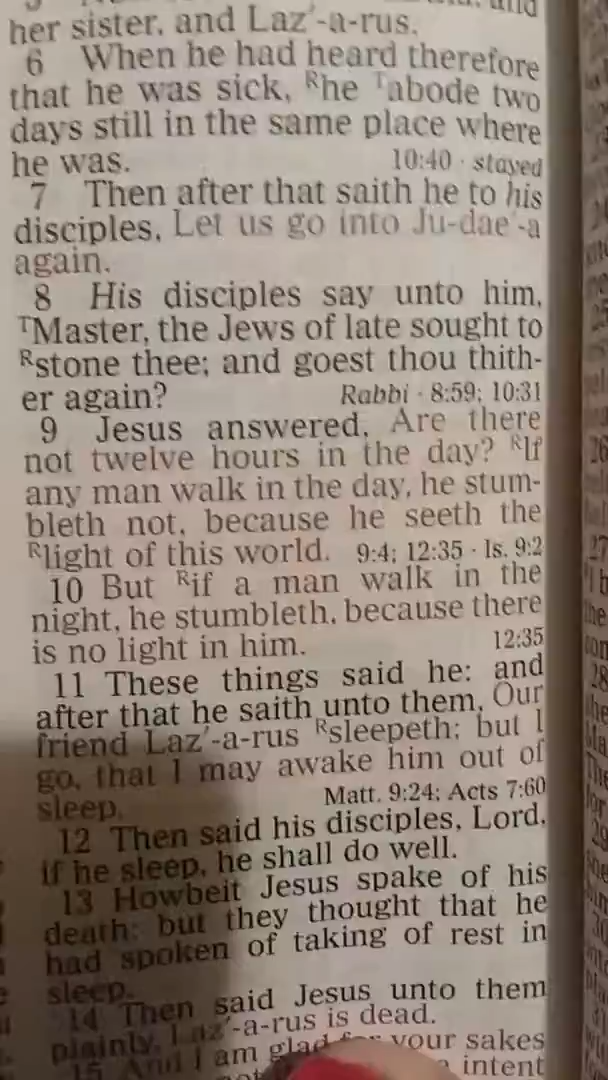 her sister, and Laz′-a-rus.
6 When he had heard therefore
that he was sick, ᴿhe ᵀabode two
days still in the same place where
he was. 10:40 · stayed
7 Then after that saith he to his
disciples, Let us go into Ju-dae′-a
again.
8 His disciples say unto him,
ᵀMaster, the Jews of late sought to
ᴿstone thee; and goest thou thith-
er again? Rabbi · 8:59; 10:31
9 Jesus answered, Are there
not twelve hours in the day? ᴿIf
any man walk in the day, he stum-
bleth not, because he seeth the
ᴿlight of this world. 9:4; 12:35 · Is. 9:2
10 But ᴿif a man walk in the
night, he stumbleth, because there
is no light in him. 12:35
11 These things said he: and
after that he saith unto them, Our
friend Laz′-a-rus ᴿsleepeth; but I
go, that I may awake him out of
sleep. Matt. 9:24; Acts 7:60
12 Then said his disciples, Lord,
if he sleep, he shall do well.
13 Howbeit Jesus spake of his
death: but they thought that he
had spoken of taking of rest in
sleep.
14 Then said Jesus unto them
plainly, Laz′-a-rus is dead.
15 And I am glad for your sakes
intent